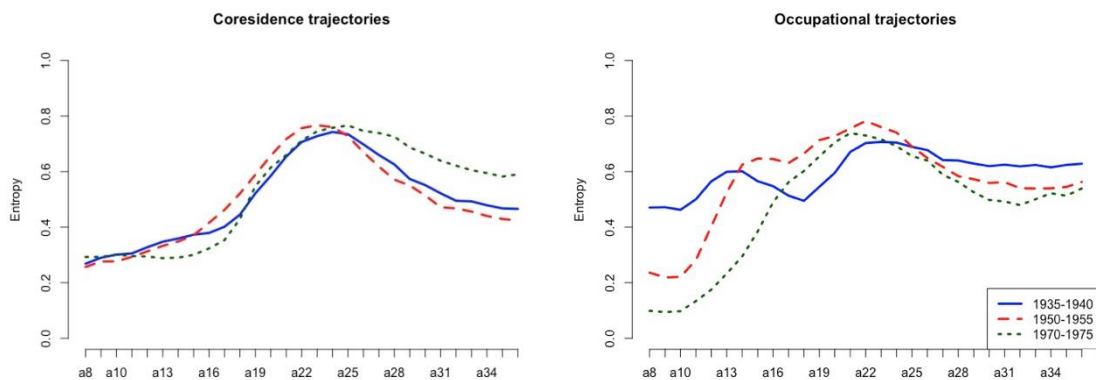 Coresidence trajectories
Entropy
1.0
0.8
0.6
0.4
0.2
0.0
a8 a10 a13 a16 a19 a22 a25 a28 a31 a34
Occupational trajectories
Entropy
1.0
0.8
0.6
0.4
0.2
0.0
a8 a10 a13 a16 a19 a22 a25 a28 a31 a34
1935-1940
1950-1955
1970-1975